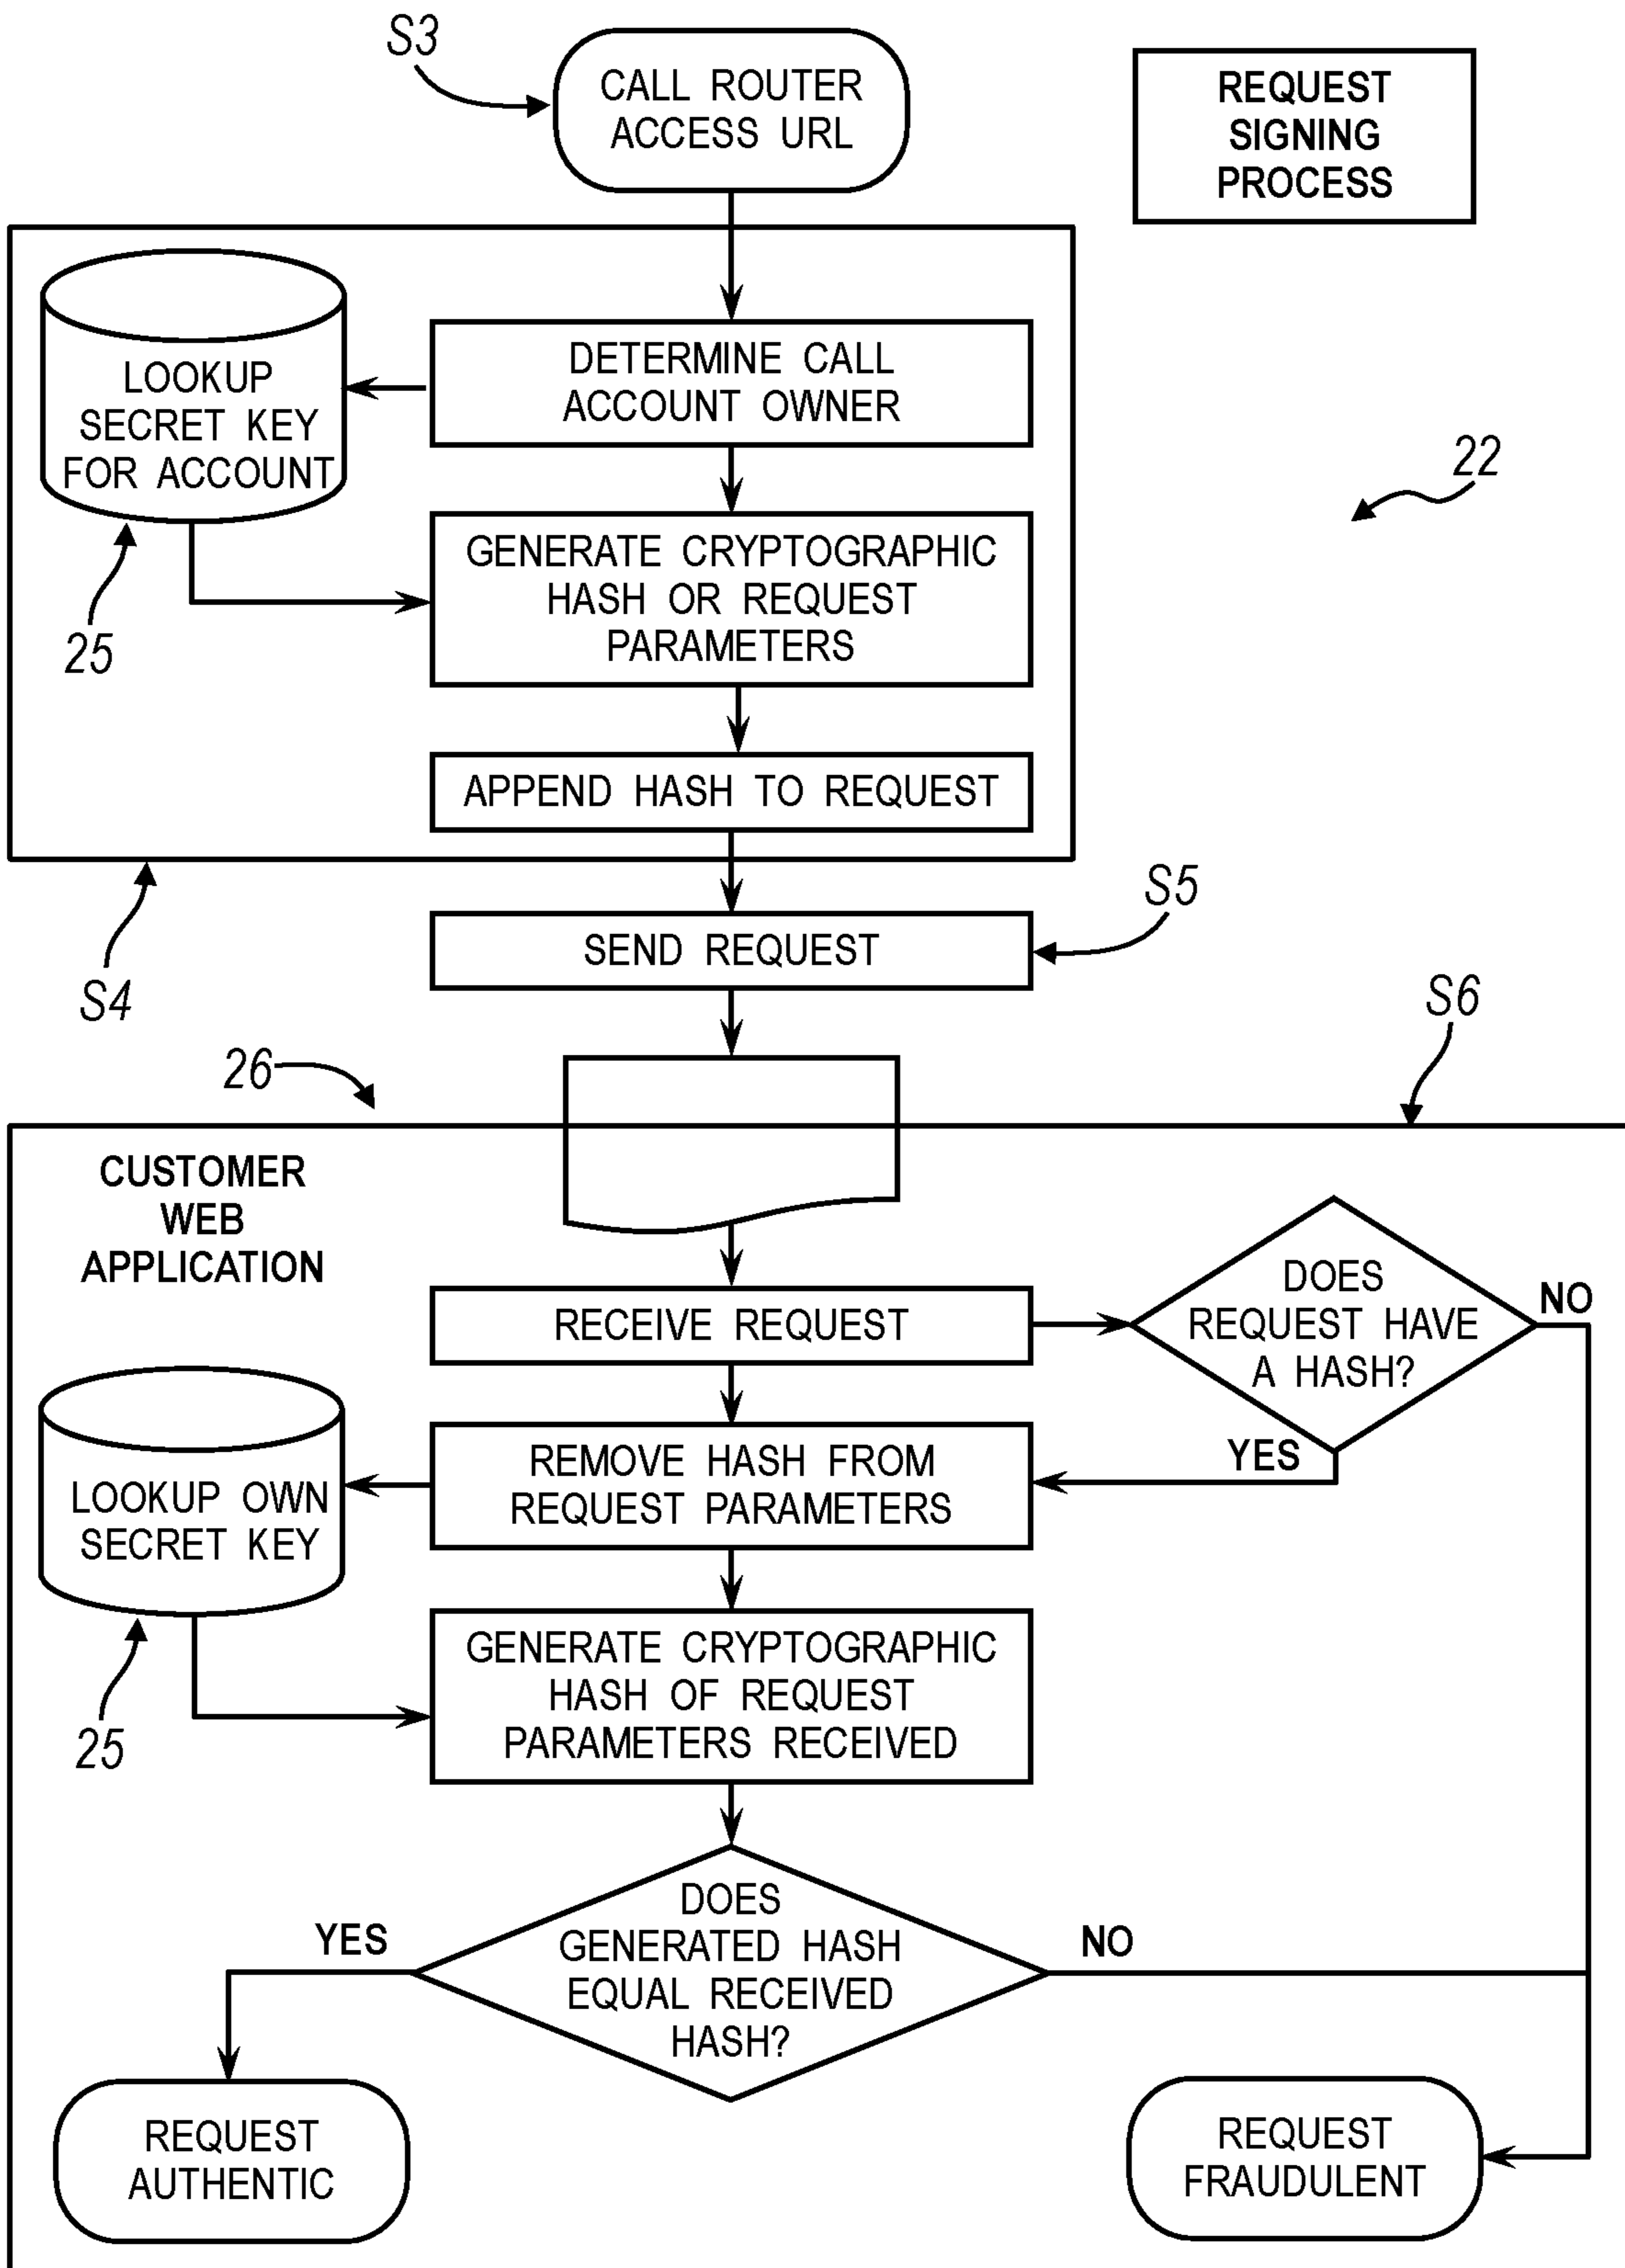 S3
CALL ROUTER
ACCESS URL
REQUEST
SIGNING
PROCESS
DETERMINE CALL
ACCOUNT OWNER
LOOKUP
SECRET KEY
FOR ACCOUNT
22
GENERATE CRYPTOGRAPHIC
HASH OR REQUEST
PARAMETERS
25
APPEND HASH TO REQUEST
S4
S5
SEND REQUEST
S6
26
CUSTOMER
WEB
APPLICATION
RECEIVE REQUEST
DOES
REQUEST HAVE
A HASH?
NO
YES
REMOVE HASH FROM
REQUEST PARAMETERS
LOOKUP OWN
SECRET KEY
25
GENERATE CRYPTOGRAPHIC
HASH OF REQUEST
PARAMETERS RECEIVED
DOES
GENERATED HASH
EQUAL RECEIVED
HASH?
YES
NO
REQUEST
AUTHENTIC
REQUEST
FRAUDULENT